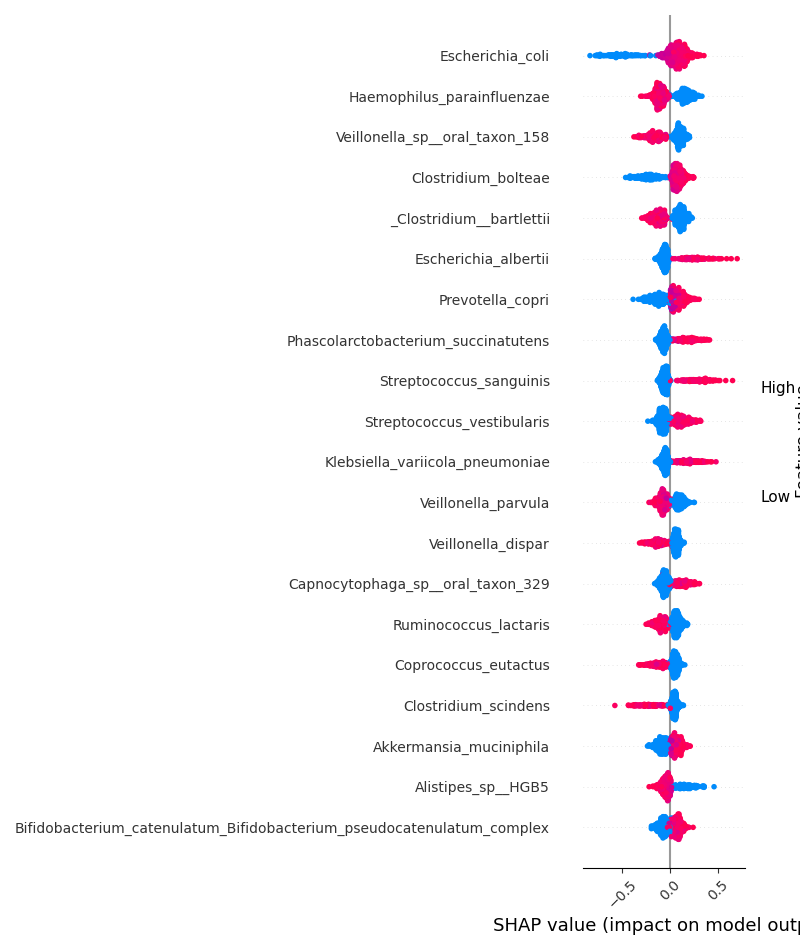 Escherichia_coli
Haemophilus_parainfluenzae
Veillonella_sp__oral_taxon_158
Clostridium_bolteae
_Clostridium__bartlettii
Escherichia_albertii
Prevotella_copri
Phascolarctobacterium_succinatutens
Streptococcus_sanguinis
Streptococcus_vestibularis
Klebsiella_variicola_pneumoniae
Veillonella_parvula
Veillonella_dispar
Capnocytophaga_sp__oral_taxon_329
Ruminococcus_lactaris
Coprococcus_eutactus
Clostridium_scindens
Akkermansia_muciniphila
Alistipes_sp__HGB5
Bifidobacterium_catenulatum_Bifidobacterium_pseudocatenulatum_complex
High
Low
−0.5
0.0
0.5
SHAP value (impact on model outp